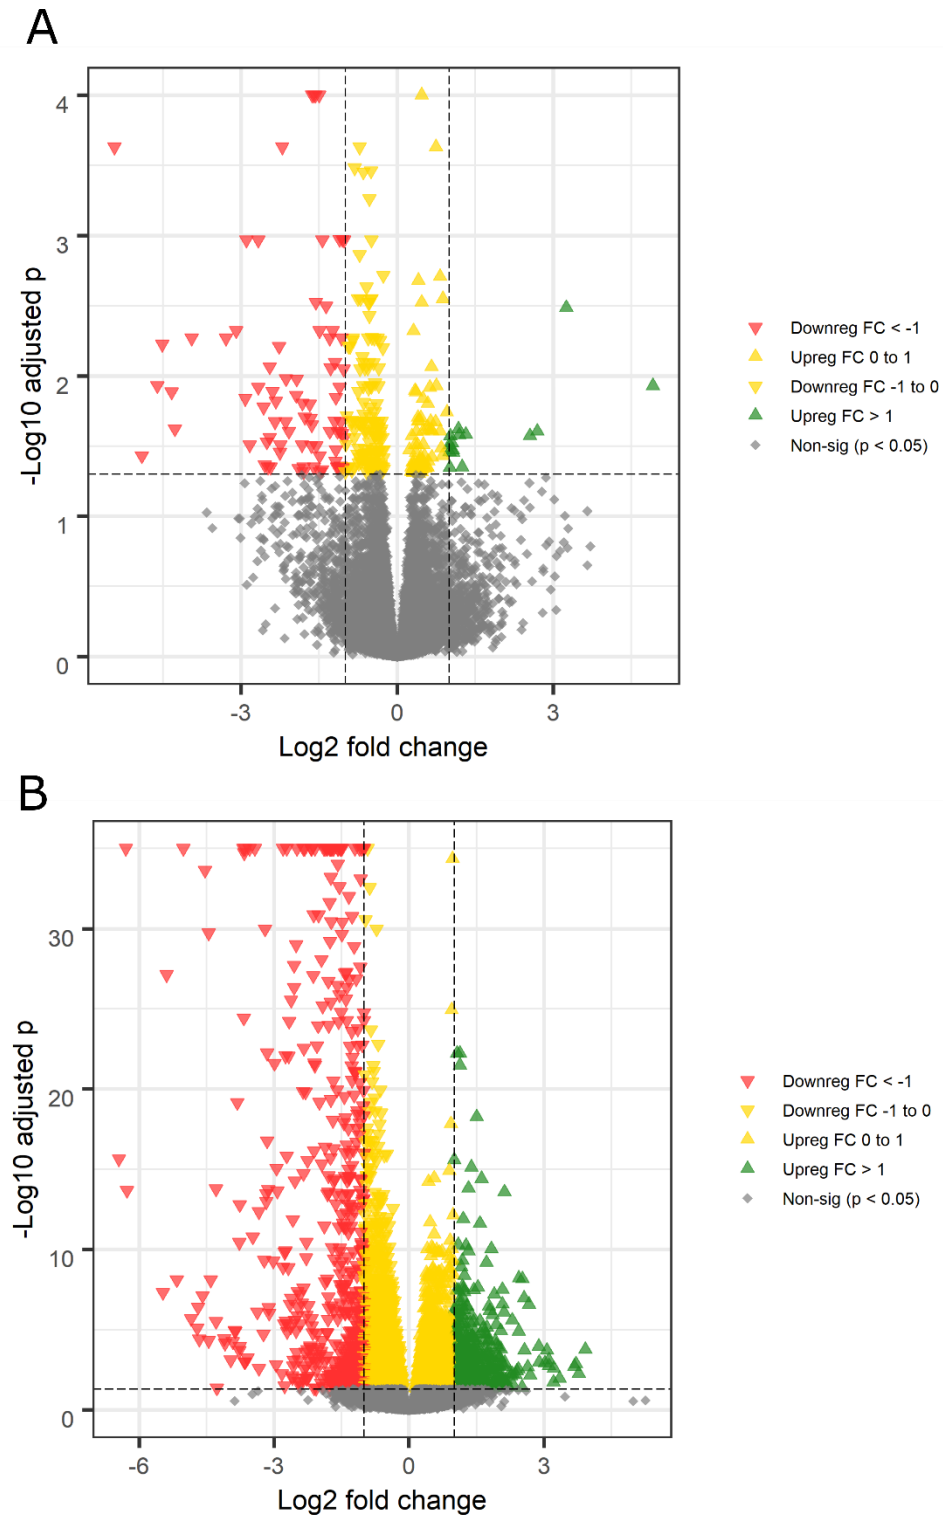 A
4
3
2
1
0
-Log10 adjusted p
-3 0 3
Log2 fold change
Downreg FC < -1
Upreg FC 0 to 1
Downreg FC -1 to 0
Upreg FC > 1
Non-sig (p < 0.05)
B
30
20
10
0
-Log10 adjusted p
-6 -3 0 3
Log2 fold change
Downreg FC < -1
Downreg FC -1 to 0
Upreg FC 0 to 1
Upreg FC > 1
Non-sig (p < 0.05)